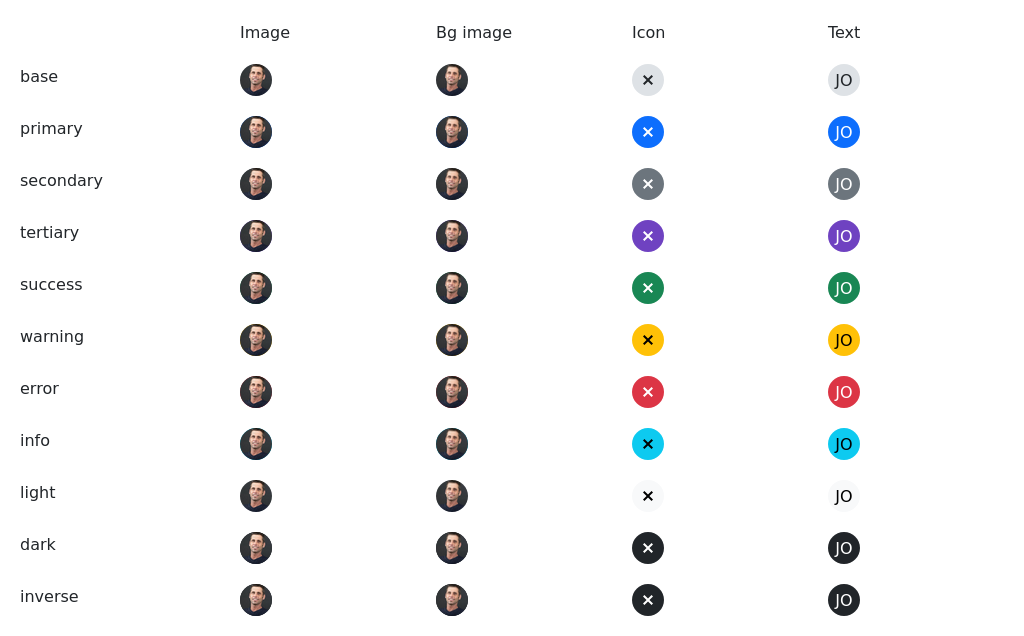 Image Bg image Icon Text
base ✕ JO
primary ✕ JO
secondary ✕ JO
tertiary ✕ JO
success ✕ JO
warning ✕ JO
error ✕ JO
info ✕ JO
light ✕ JO
dark ✕ JO
inverse ✕ JO